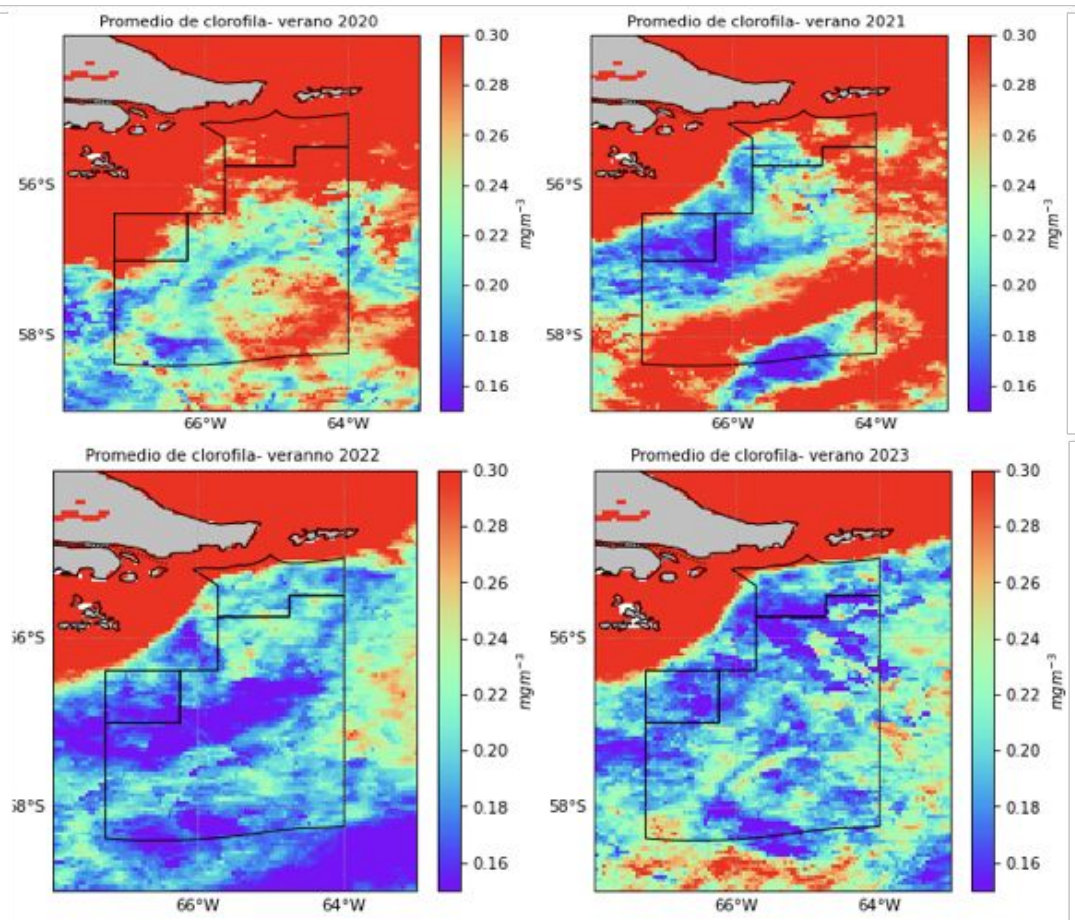 Promedio de clorofila- verano 2020
0.30
0.28
0.26
0.24
0.22
0.20
0.18
0.16
mgm⁻³
56°S
58°S
66°W
64°W
Promedio de clorofila- verano 2021
0.30
0.28
0.26
0.24
0.22
0.20
0.18
0.16
mgm⁻³
56°S
58°S
66°W
64°W
Promedio de clorofila- veranno 2022
0.30
0.28
0.26
0.24
0.22
0.20
0.18
0.16
mgm⁻³
56°S
58°S
66°W
64°W
Promedio de clorofila- verano 2023
0.30
0.28
0.26
0.24
0.22
0.20
0.18
0.16
mgm⁻³
56°S
58°S
66°W
64°W